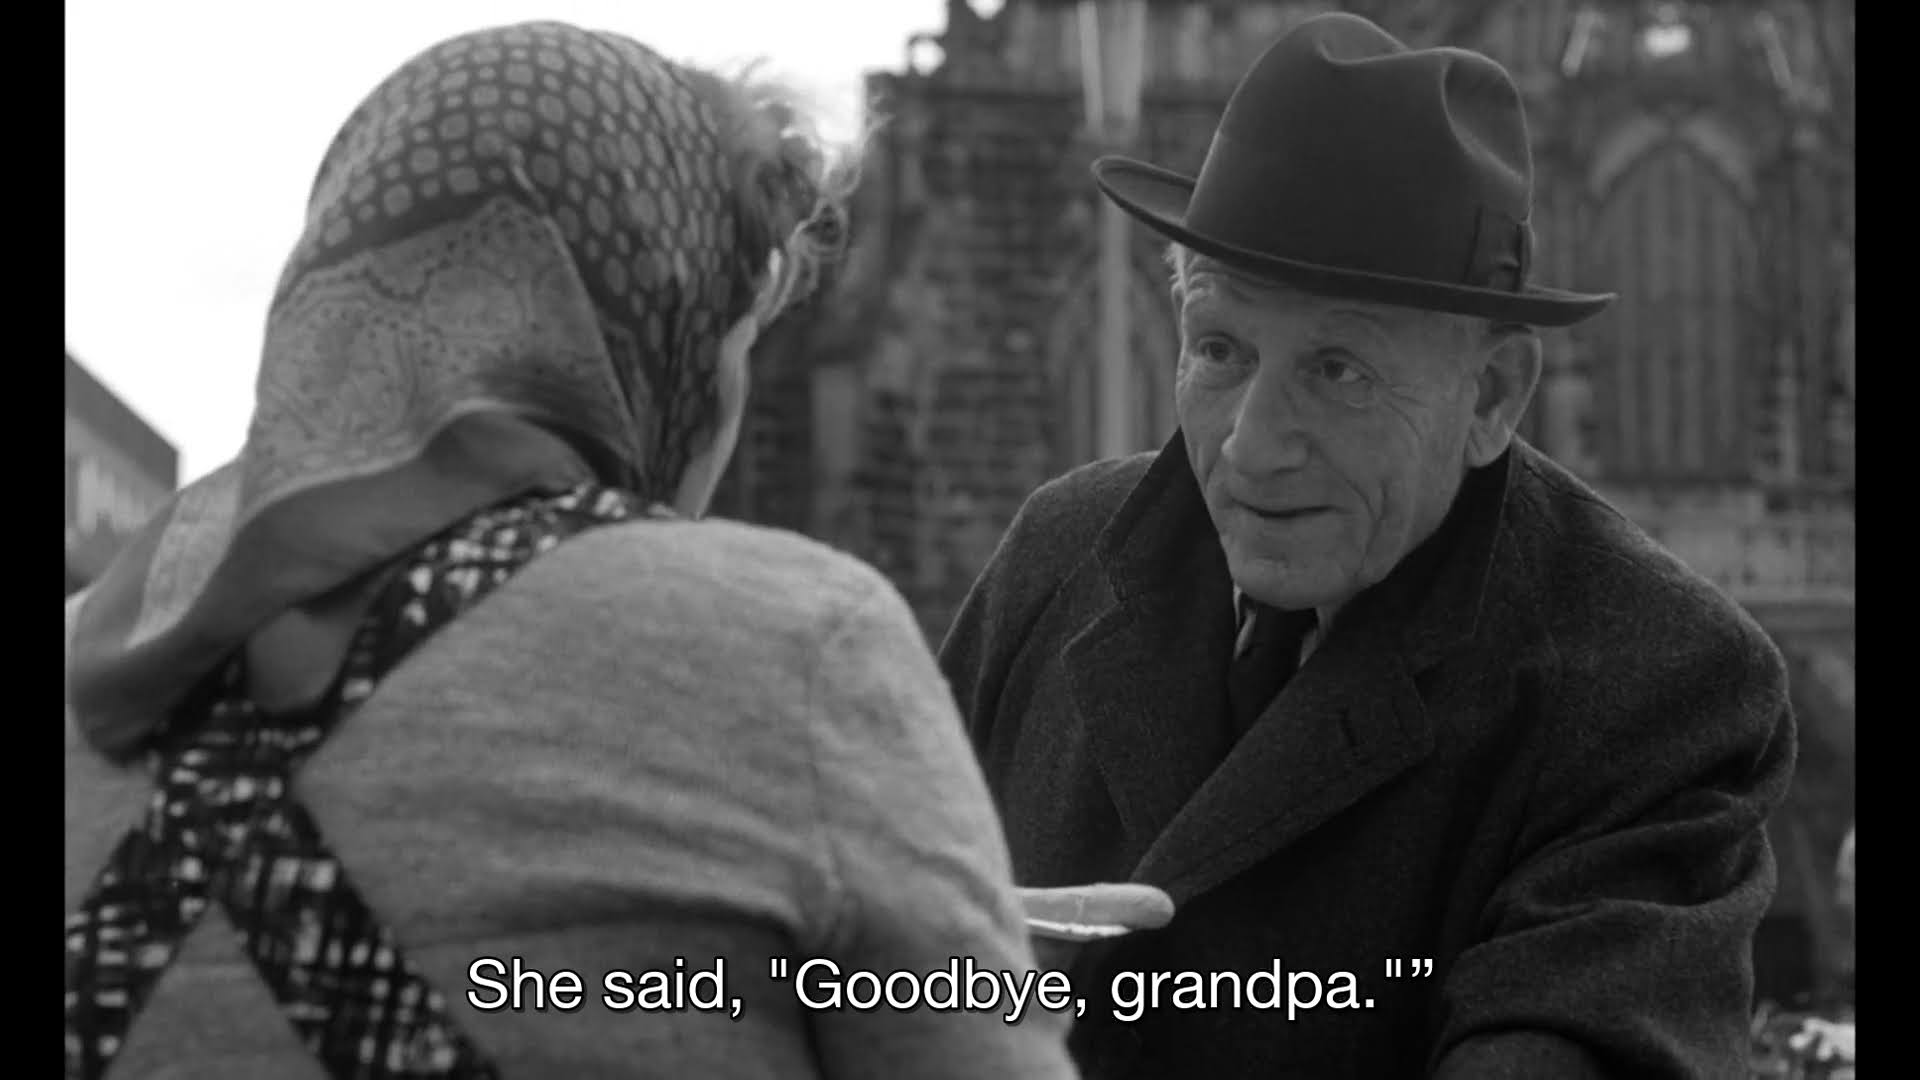 She said, "Goodbye, grandpa."”